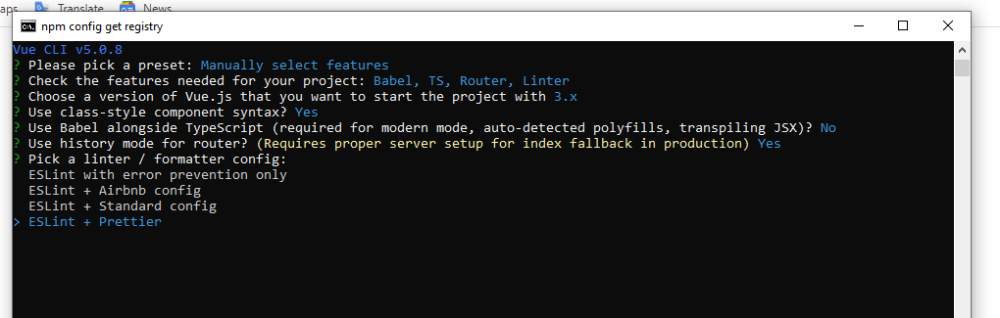 aps Translate News
npm config get registry
Vue CLI v5.0.8
? Please pick a preset: Manually select features
? Check the features needed for your project: Babel, TS, Router, Linter
? Choose a version of Vue.js that you want to start the project with 3.x
? Use class-style component syntax? Yes
? Use Babel alongside TypeScript (required for modern mode, auto-detected polyfills, transpiling JSX)? No
? Use history mode for router? (Requires proper server setup for index fallback in production) Yes
? Pick a linter / formatter config:
ESLint with error prevention only
ESLint + Airbnb config
ESLint + Standard config
> ESLint + Prettier